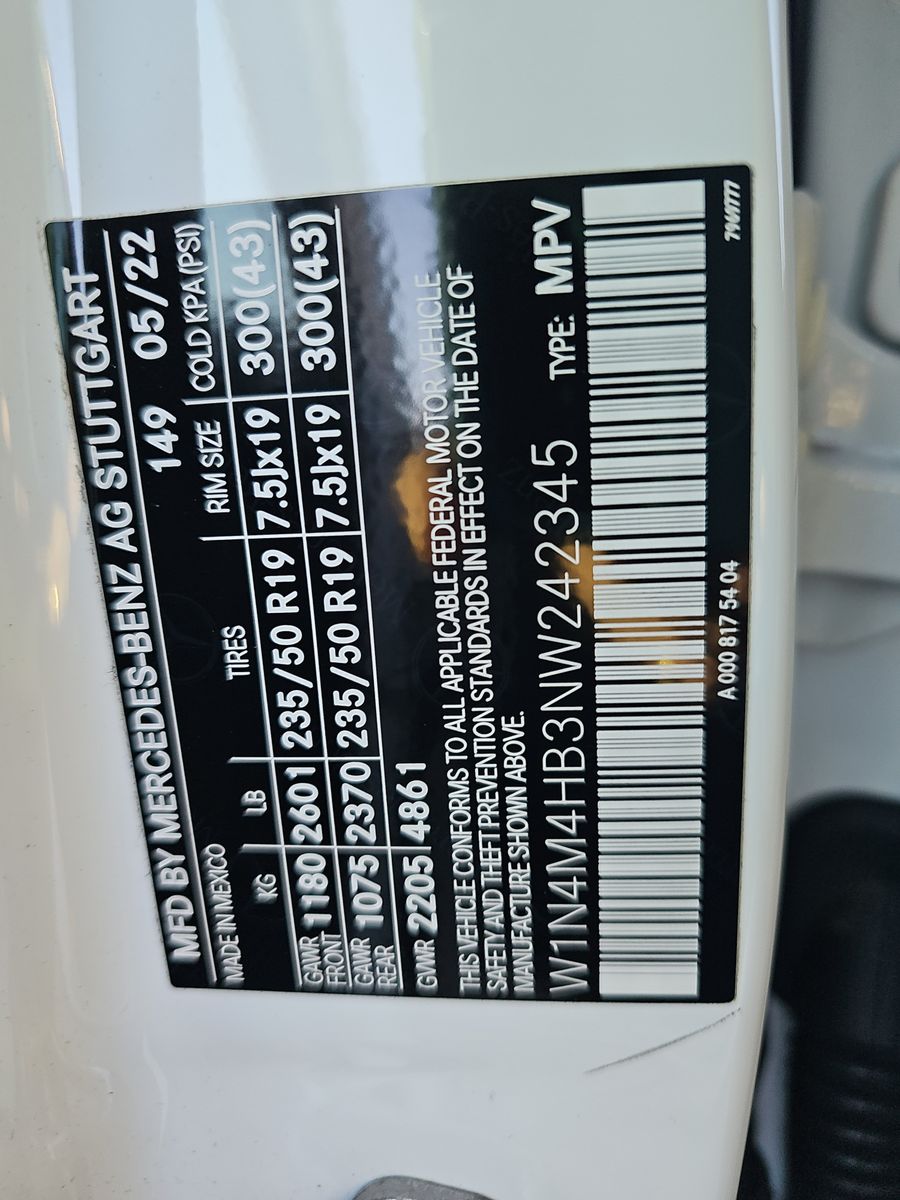 MFD BY MERCEDES-BENZ AG STUTTGART
MADE IN MEXICO 149 05/22
KG LB TIRES RIM SIZE COLD KPA(PSI)
GAWR FRONT 1180 2601 235/50 R19 7.5Jx19 300(43)
GAWR REAR 1075 2370 235/50 R19 7.5Jx19 300(43)
GVWR 2205 4861
THIS VEHICLE CONFORMS TO ALL APPLICABLE FEDERAL MOTOR VEHICLE
SAFETY AND THEFT PREVENTION STANDARDS IN EFFECT ON THE DATE OF
MANUFACTURE SHOWN ABOVE.
W1N4M4HB3NW242345 TYPE: MPV
A 000 817 54 04